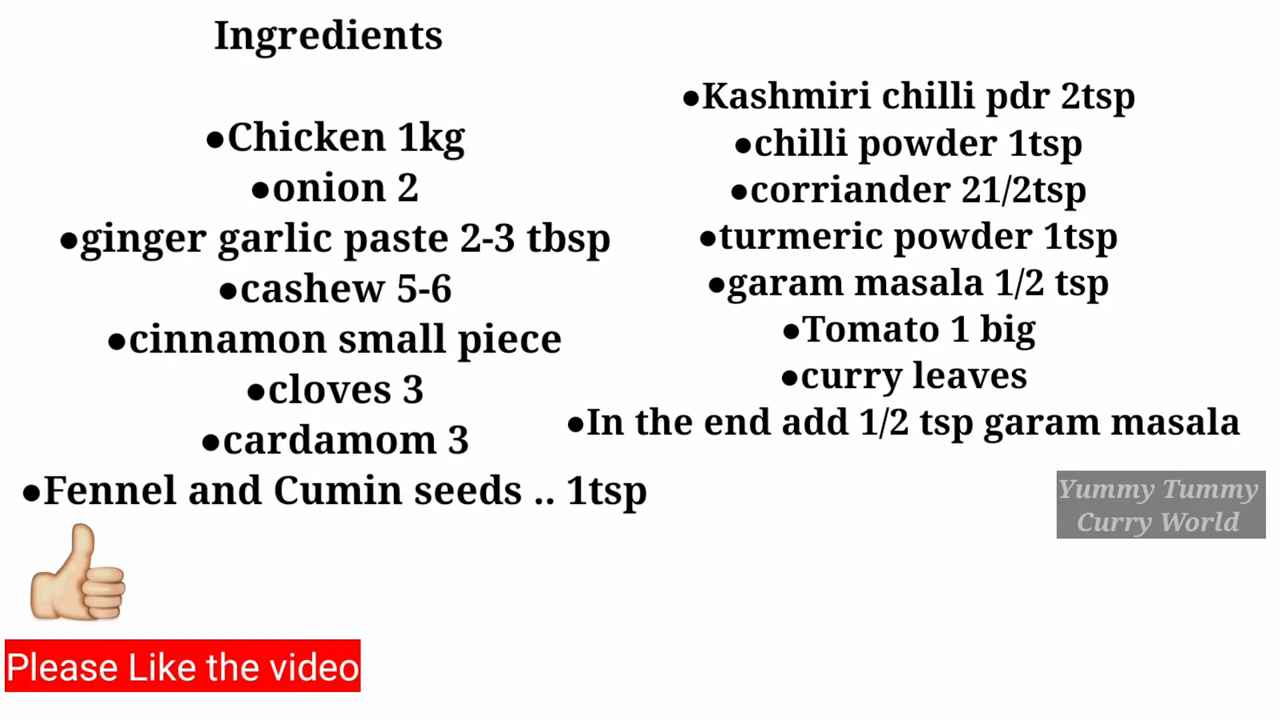 Ingredients
●Chicken 1kg
●onion 2
●ginger garlic paste 2-3 tbsp
●cashew 5-6
●cinnamon small piece
●cloves 3
●cardamom 3
●Fennel and Cumin seeds .. 1tsp
●Kashmiri chilli pdr 2tsp
●chilli powder 1tsp
●corriander 21/2tsp
●turmeric powder 1tsp
●garam masala 1/2 tsp
●Tomato 1 big
●curry leaves
●In the end add 1/2 tsp garam masala
Yummy Tummy
Curry World
Please Like the video